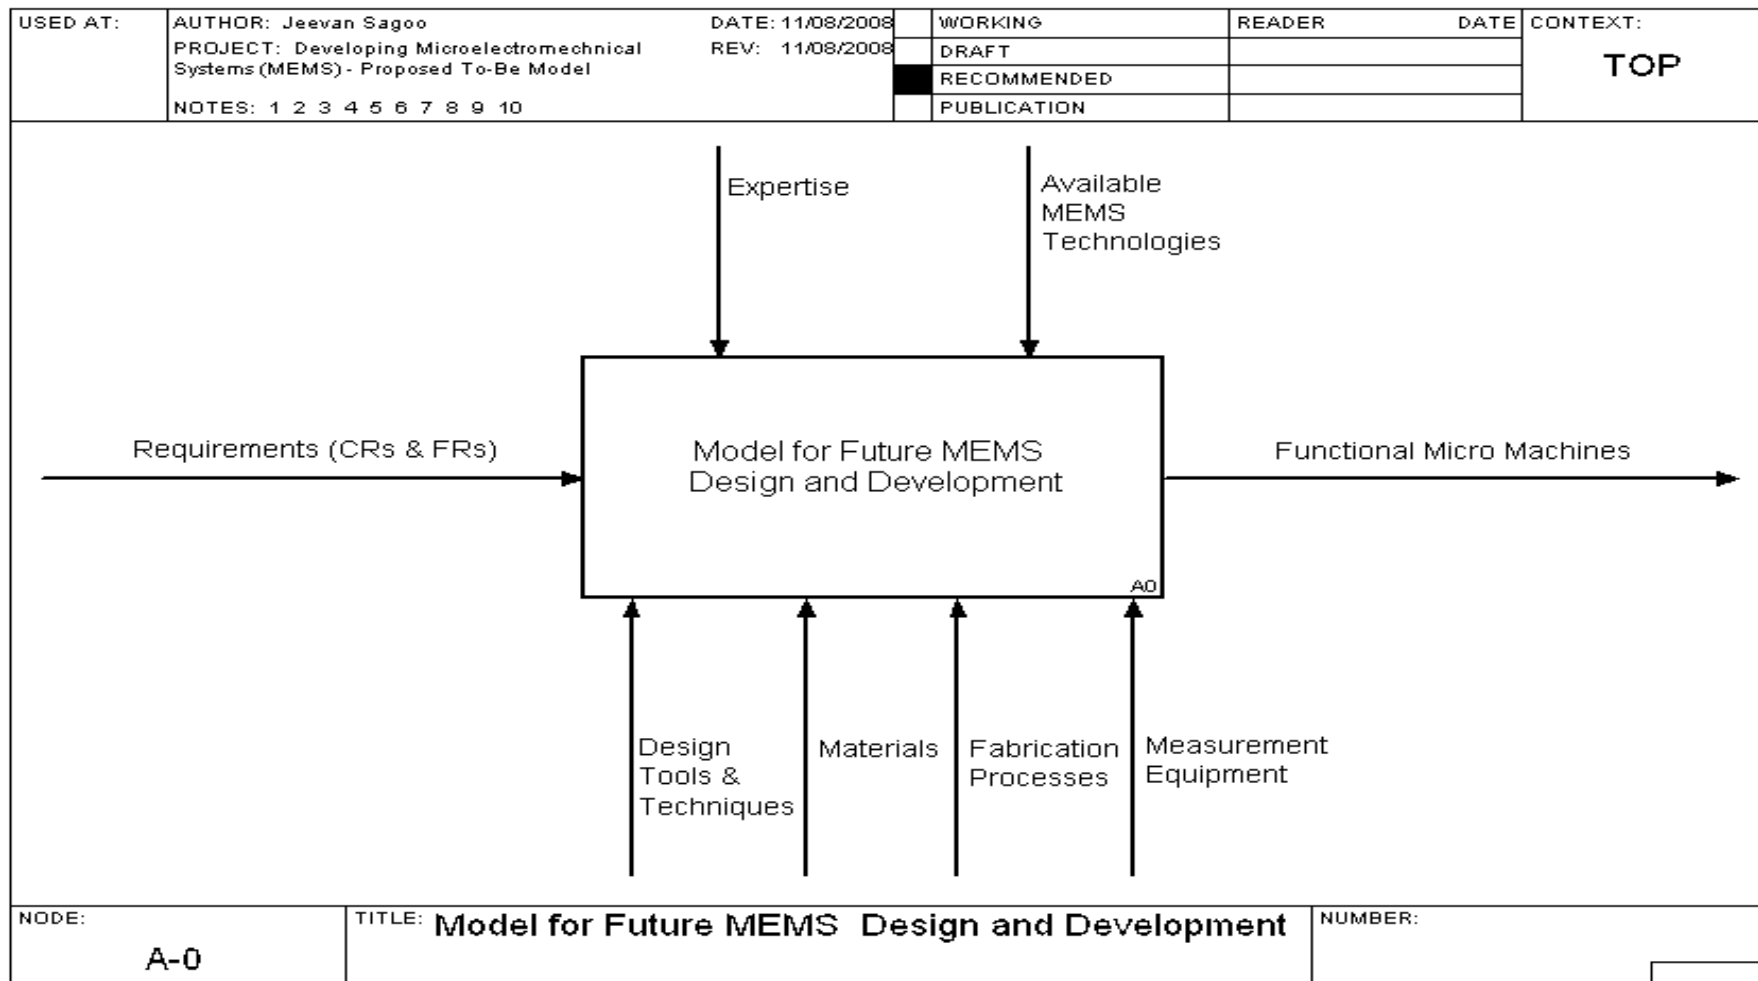 USED AT:
AUTHOR: Jeevan Sagoo
DATE: 11/08/2008
PROJECT: Developing Microelectromechnical
Systems (MEMS) - Proposed To-Be Model
REV: 11/08/2008
NOTES: 1 2 3 4 5 6 7 8 9 10
WORKING
DRAFT
RECOMMENDED
PUBLICATION
READER DATE
CONTEXT:
TOP
Expertise
Available
MEMS
Technologies
Requirements (CRs & FRs)
Model for Future MEMS
Design and Development
A0
Functional Micro Machines
Design
Tools &
Techniques
Materials
Fabrication
Processes
Measurement
Equipment
NODE:
A-0
TITLE: Model for Future MEMS Design and Development
NUMBER: